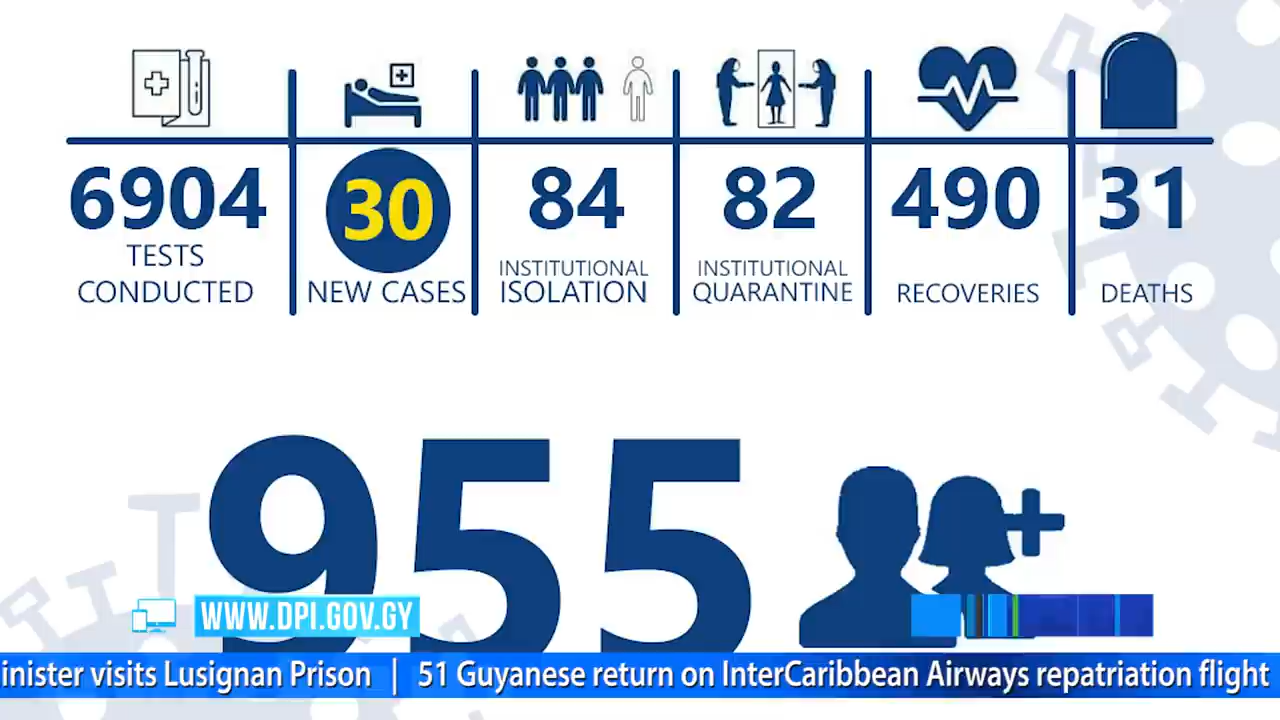 6904
TESTS
CONDUCTED
30
NEW CASES
84
INSTITUTIONAL
ISOLATION
82
INSTITUTIONAL
QUARANTINE
490
RECOVERIES
31
DEATHS
955
WWW.DPI.GOV.GY
inister visits Lusignan Prison | 51 Guyanese return on InterCaribbean Airways repatriation flight